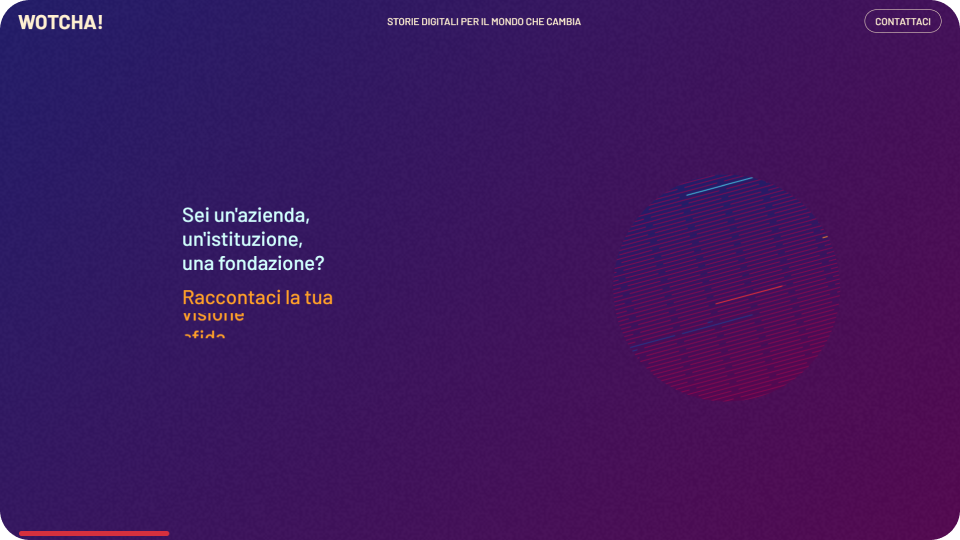 WOTCHA!
STORIE DIGITALI PER IL MONDO CHE CAMBIA
CONTATTACI
Sei un'azienda,
un'istituzione,
una fondazione?
Raccontaci la tua
visione
sfida